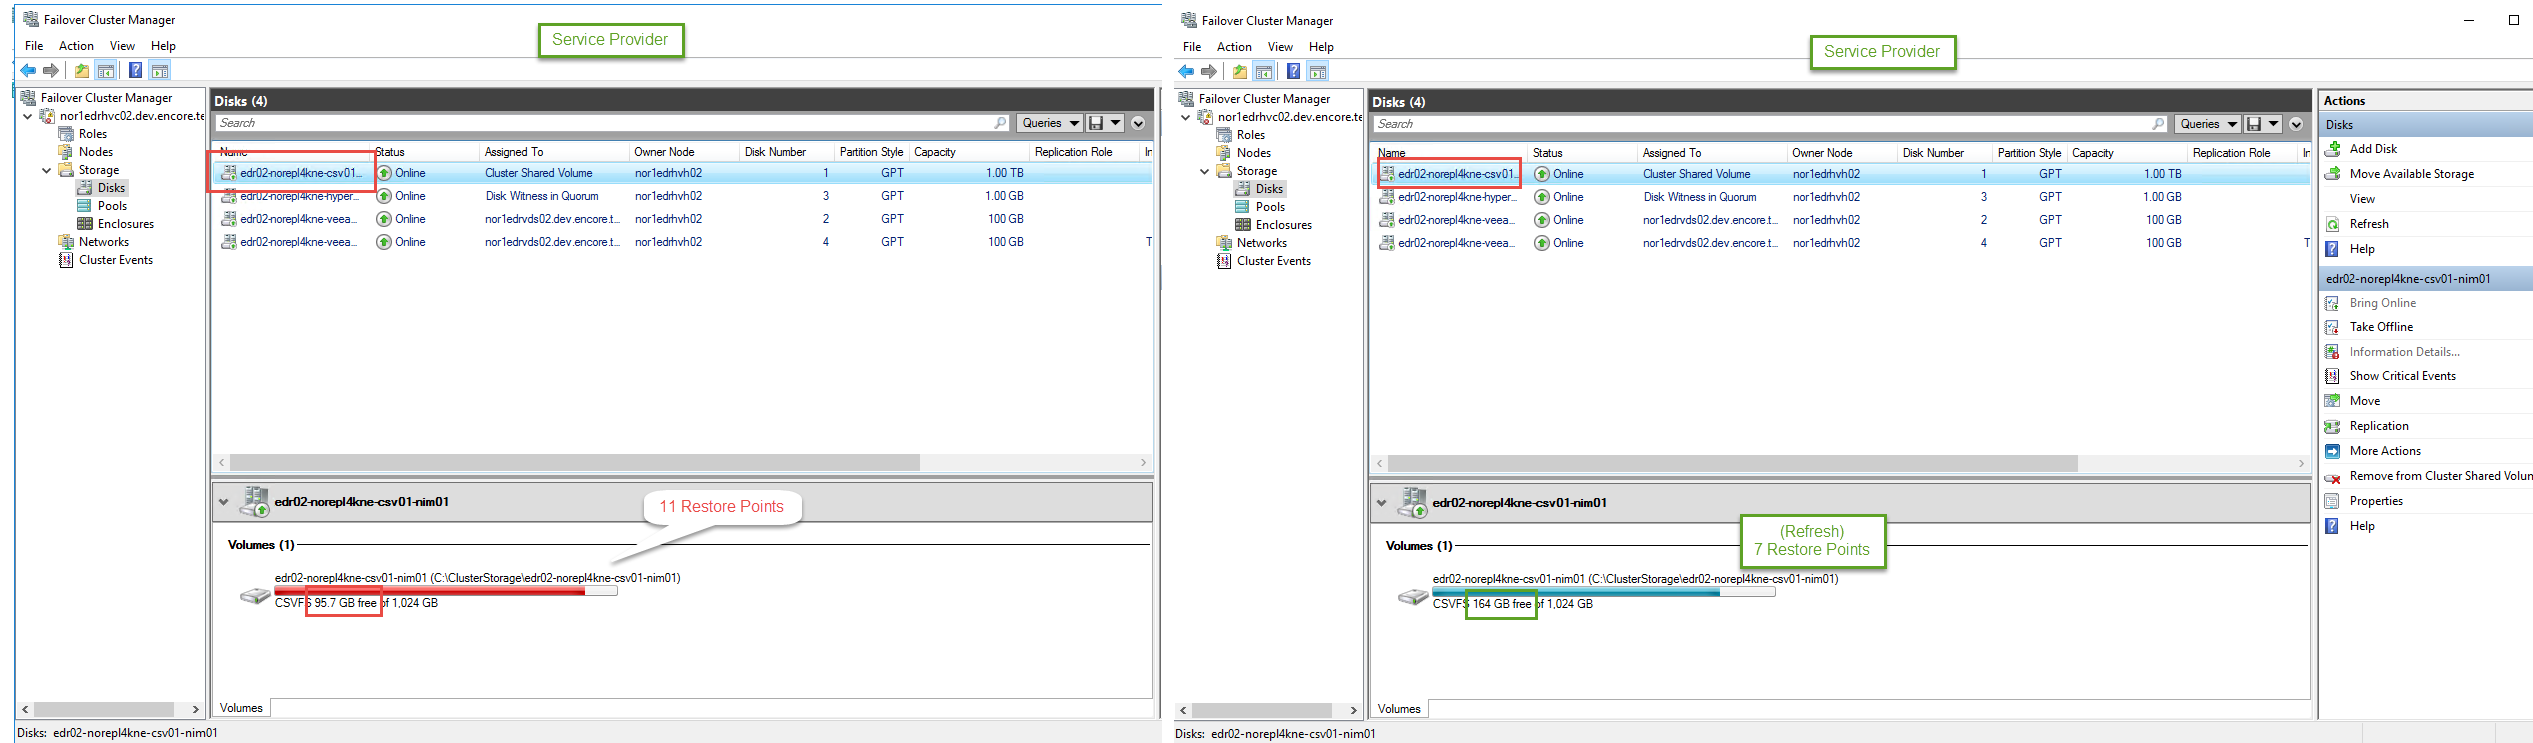 Failover Cluster Manager
Service Provider
File Action View Help
Failover Cluster Manager
nor1edrhvc02.dev.encore.te
Roles
Nodes
Storage
Disks
Pools
Enclosures
Networks
Cluster Events
Disks (4)
Search
Queries
Name Status Assigned To Owner Node Disk Number Partition Style Capacity Replication Role In
edr02-norepl4kne-csv01... Online Cluster Shared Volume nor1edrhvh02 1 GPT 1.00 TB
edr02-norepl4kne-hyper... Online Disk Witness in Quorum nor1edrhvh02 3 GPT 1.00 GB
edr02-norepl4kne-veea... Online nor1edrvds02.dev.encore.t... nor1edrhvh02 2 GPT 100 GB
edr02-norepl4kne-veea... Online nor1edrvds02.dev.encore.t... nor1edrhvh02 4 GPT 100 GB T
edr02-norepl4kne-csv01-nim01
11 Restore Points
Volumes (1)
edr02-norepl4kne-csv01-nim01 (C:\ClusterStorage\edr02-norepl4kne-csv01-nim01)
CSVFS 95.7 GB free of 1,024 GB
Volumes
Disks: edr02-norepl4kne-csv01-nim01
Failover Cluster Manager
Service Provider
File Action View Help
Failover Cluster Manager
nor1edrhvc02.dev.encore.te
Roles
Nodes
Storage
Disks
Pools
Enclosures
Networks
Cluster Events
Disks (4)
Search
Queries
Name Status Assigned To Owner Node Disk Number Partition Style Capacity Replication Role In
edr02-norepl4kne-csv01... Online Cluster Shared Volume nor1edrhvh02 1 GPT 1.00 TB
edr02-norepl4kne-hyper... Online Disk Witness in Quorum nor1edrhvh02 3 GPT 1.00 GB
edr02-norepl4kne-veea... Online nor1edrvds02.dev.encore.t... nor1edrhvh02 2 GPT 100 GB
edr02-norepl4kne-veea... Online nor1edrvds02.dev.encore.t... nor1edrhvh02 4 GPT 100 GB T
edr02-norepl4kne-csv01-nim01
(Refresh)
7 Restore Points
Volumes (1)
edr02-norepl4kne-csv01-nim01 (C:\ClusterStorage\edr02-norepl4kne-csv01-nim01)
CSVFS 164 GB free of 1,024 GB
Volumes
Disks: edr02-norepl4kne-csv01-nim01
Actions
Disks
Add Disk
Move Available Storage
View
Refresh
Help
edr02-norepl4kne-csv01-nim01
Bring Online
Take Offline
Information Details...
Show Critical Events
Move
Replication
More Actions
Remove from Cluster Shared Volun
Properties
Help